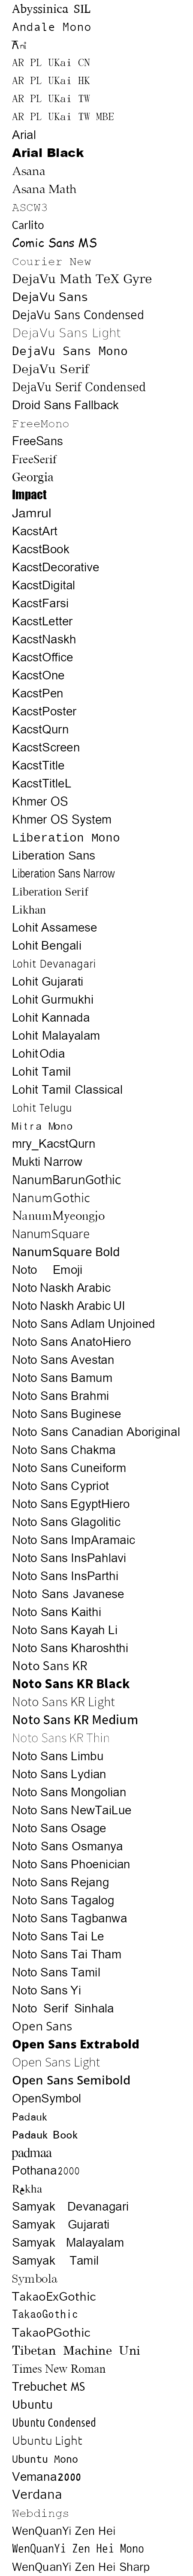 Abyssinica SIL
Andale Mono
AR PL UKai CN
AR PL UKai HK
AR PL UKai TW
AR PL UKai TW MBE
Arial
Arial Black
Asana
Asana Math
ASCW3
Carlito
Comic Sans MS
Courier New
DejaVu Math TeX Gyre
DejaVu Sans
DejaVu Sans Condensed
DejaVu Sans Light
DejaVu Sans Mono
DejaVu Serif
DejaVu Serif Condensed
Droid Sans Fallback
FreeMono
FreeSans
FreeSerif
Georgia
Impact
Jamrul
KacstArt
KacstBook
KacstDecorative
KacstDigital
KacstFarsi
KacstLetter
KacstNaskh
KacstOffice
KacstOne
KacstPen
KacstPoster
KacstQurn
KacstScreen
KacstTitle
KacstTitleL
Khmer OS
Khmer OS System
Liberation Mono
Liberation Sans
Liberation Sans Narrow
Liberation Serif
Likhan
Lohit Assamese
Lohit Bengali
Lohit Devanagari
Lohit Gujarati
Lohit Gurmukhi
Lohit Kannada
Lohit Malayalam
Lohit Odia
Lohit Tamil
Lohit Tamil Classical
Lohit Telugu
Mitra Mono
mry_KacstQurn
Mukti Narrow
NanumBarunGothic
NanumGothic
NanumMyeongjo
NanumSquare
NanumSquare Bold
Noto Emoji
Noto Naskh Arabic
Noto Naskh Arabic UI
Noto Sans Adlam Unjoined
Noto Sans AnatoHiero
Noto Sans Avestan
Noto Sans Bamum
Noto Sans Brahmi
Noto Sans Buginese
Noto Sans Canadian Aboriginal
Noto Sans Chakma
Noto Sans Cuneiform
Noto Sans Cypriot
Noto Sans EgyptHiero
Noto Sans Glagolitic
Noto Sans ImpAramaic
Noto Sans InsPahlavi
Noto Sans InsParthi
Noto Sans Javanese
Noto Sans Kaithi
Noto Sans Kayah Li
Noto Sans Kharoshthi
Noto Sans KR
Noto Sans KR Black
Noto Sans KR Light
Noto Sans KR Medium
Noto Sans KR Thin
Noto Sans Limbu
Noto Sans Lydian
Noto Sans Mongolian
Noto Sans NewTaiLue
Noto Sans Osage
Noto Sans Osmanya
Noto Sans Phoenician
Noto Sans Rejang
Noto Sans Tagalog
Noto Sans Tagbanwa
Noto Sans Tai Le
Noto Sans Tai Tham
Noto Sans Tamil
Noto Sans Yi
Noto Serif Sinhala
Open Sans
Open Sans Extrabold
Open Sans Light
Open Sans Semibold
OpenSymbol
Padauk
Padauk Book
padmaa
Pothana2000
Samyak Devanagari
Samyak Gujarati
Samyak Malayalam
Samyak Tamil
Symbola
TakaoExGothic
TakaoGothic
TakaoPGothic
Tibetan Machine Uni
Times New Roman
Trebuchet MS
Ubuntu
Ubuntu Condensed
Ubuntu Light
Ubuntu Mono
Vemana2000
Verdana
Webdings
WenQuanYi Zen Hei
WenQuanYi Zen Hei Mono
WenQuanYi Zen Hei Sharp